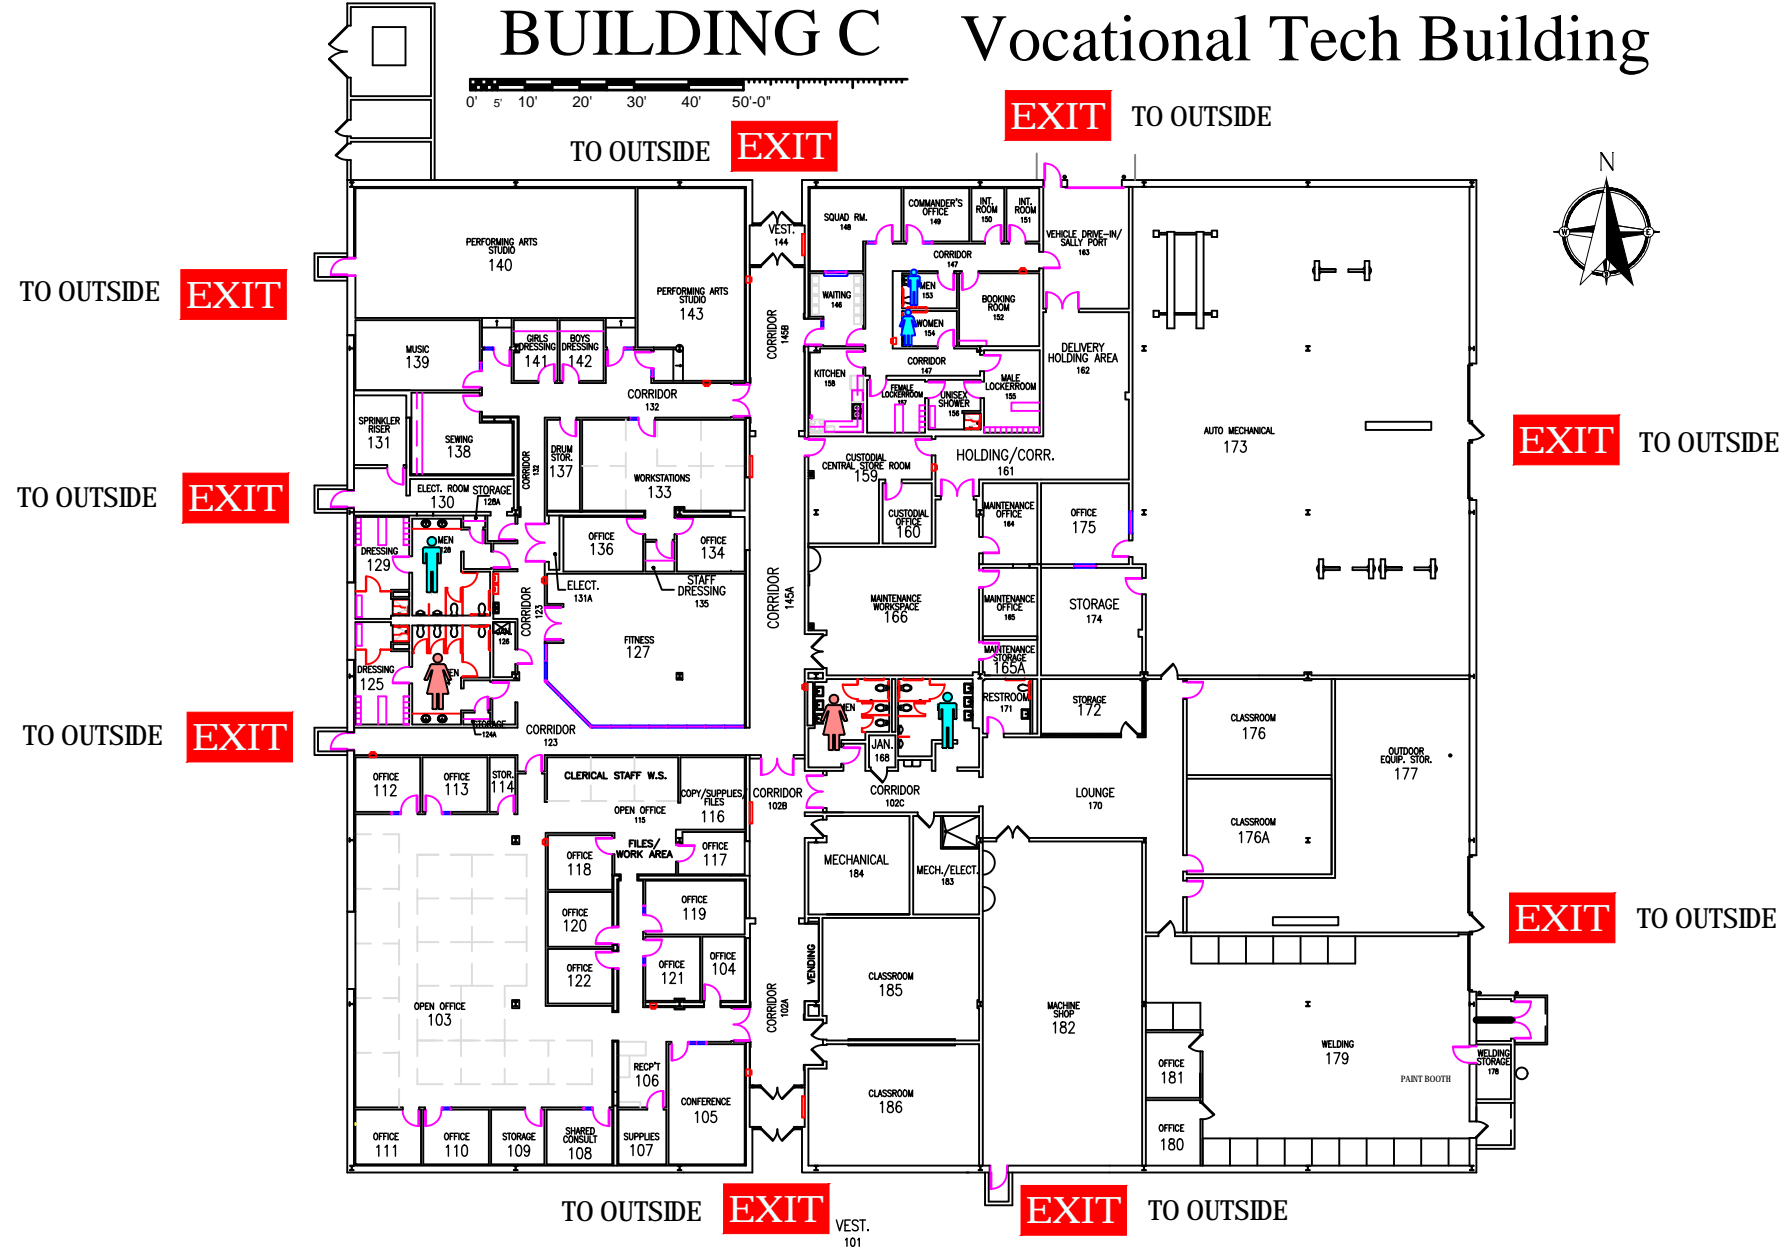 BUILDING C
Vocational Tech Building
0' 5' 10' 20' 30' 40' 50'-0"
EXIT TO OUTSIDE
TO OUTSIDE EXIT
N
W E
TO OUTSIDE EXIT
PERFORMING ARTS
STUDIO
140
PERFORMING ARTS
STUDIO
143
VEST.
144
SQUAD RM.
148
COMMANDER'S
OFFICE
149
INT.
ROOM
150
INT.
ROOM
151
VEHICLE DRIVE-IN/
SALLY PORT
163
CORRIDOR
147
WAITING
146
MEN
153
BOOKING
ROOM
152
WOMEN
154
CORRIDOR
145B
MUSIC
139
GIRLS
DRESSING
141
BOYS
DRESSING
142
CORRIDOR
132
KITCHEN
158
CORRIDOR
147
FEMALE
LOCKERROOM
157
UNISEX
SHOWER
156
MALE
LOCKERROOM
155
DELIVERY
HOLDING AREA
162
AUTO MECHANICAL
173
EXIT TO OUTSIDE
SPRINKLER
RISER
131
SEWING
138
CORRIDOR
132
DRUM
STOR.
137
WORKSTATIONS
133
CUSTODIAL
CENTRAL STORE ROOM
159
HOLDING/CORR.
161
CUSTODIAL
OFFICE
160
MAINTENANCE
OFFICE
164
OFFICE
175
TO OUTSIDE EXIT
ELECT. ROOM
130
STORAGE
128A
DRESSING
129
MEN
128
OFFICE
136
OFFICE
134
ELECT.
131A
STAFF
DRESSING
135
CORRIDOR
145A
MAINTENANCE
WORKSPACE
166
MAINTENANCE
OFFICE
165
STORAGE
174
MAINTENANCE
STORAGE
165A
CORRIDOR
123
126
FITNESS
127
DRESSING
125
STORAGE
124A
TO OUTSIDE EXIT
CORRIDOR
123
JAN.
168
RESTROOM
171
STORAGE
172
CLASSROOM
176
OUTDOOR
EQUIP. STOR.
177
OFFICE
112
OFFICE
113
STOR.
114
CLERICAL STAFF W.S.
OPEN OFFICE
115
COPY/SUPPLIES/
FILES
116
CORRIDOR
102B
CORRIDOR
102C
LOUNGE
170
CLASSROOM
176A
FILES/
WORK AREA
OFFICE
117
OFFICE
118
MECHANICAL
184
MECH./ELECT.
183
OFFICE
119
OFFICE
120
OFFICE
121
OFFICE
104
OFFICE
122
VENDING
CLASSROOM
185
EXIT TO OUTSIDE
OPEN OFFICE
103
CORRIDOR
102A
MACHINE
SHOP
182
WELDING
179
WELDING
STORAGE
178
PAINT BOOTH
RECP'T
106
CONFERENCE
105
CLASSROOM
186
OFFICE
181
OFFICE
180
OFFICE
111
OFFICE
110
STORAGE
109
SHARED
CONSULT
108
SUPPLIES
107
TO OUTSIDE EXIT
VEST.
101
EXIT TO OUTSIDE